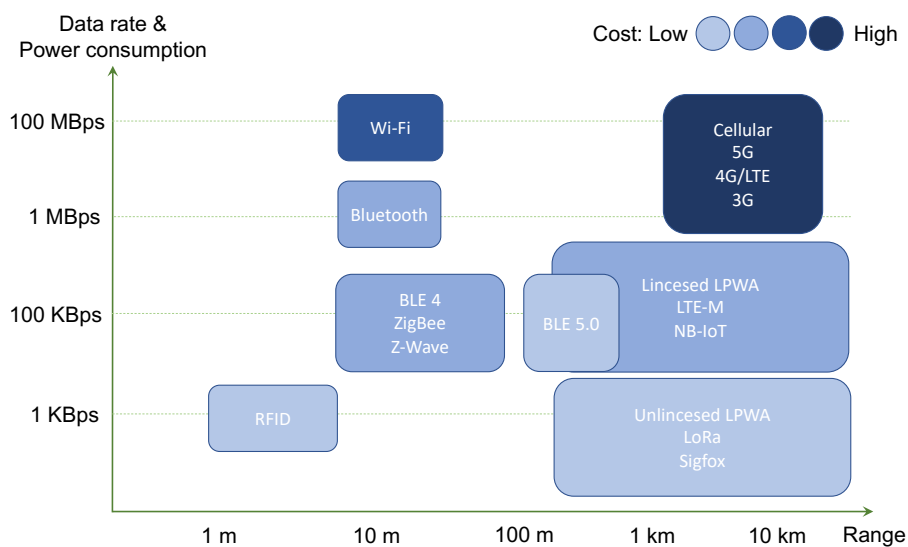 Data rate &
Power consumption
Cost: Low
High
100 MBps
Wi-Fi
Cellular
5G
4G/LTE
3G
1 MBps
Bluetooth
100 KBps
BLE 4
ZigBee
Z-Wave
BLE 5.0
Lincesed LPWA
LTE-M
NB-IoT
1 KBps
RFID
Unlincesed LPWA
LoRa
Sigfox
1 m
10 m
100 m
1 km
10 km
Range